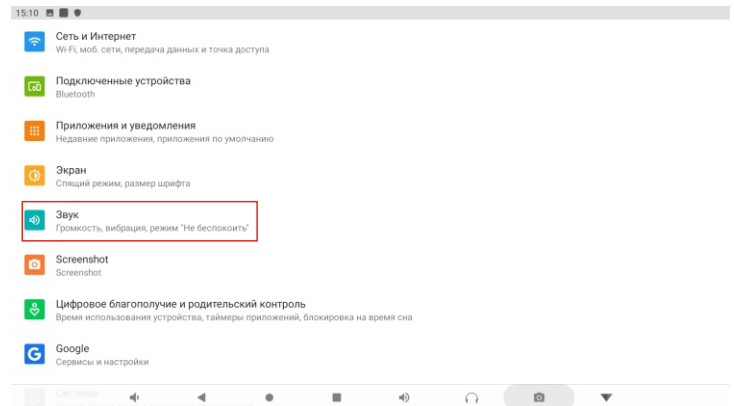 15:10
Сеть и Интернет
Wi-Fi, моб. сети, передача данных и точка доступа
Подключенные устройства
Bluetooth
Приложения и уведомления
Недавние приложения, приложения по умолчанию
Экран
Спящий режим, размер шрифта
Звук
Громкость, вибрация, режим "Не беспокоить"
Screenshot
Screenshot
Цифровое благополучие и родительский контроль
Время использования устройства, таймеры приложений, блокировка на время сна
Google
Сервисы и настройки
Система